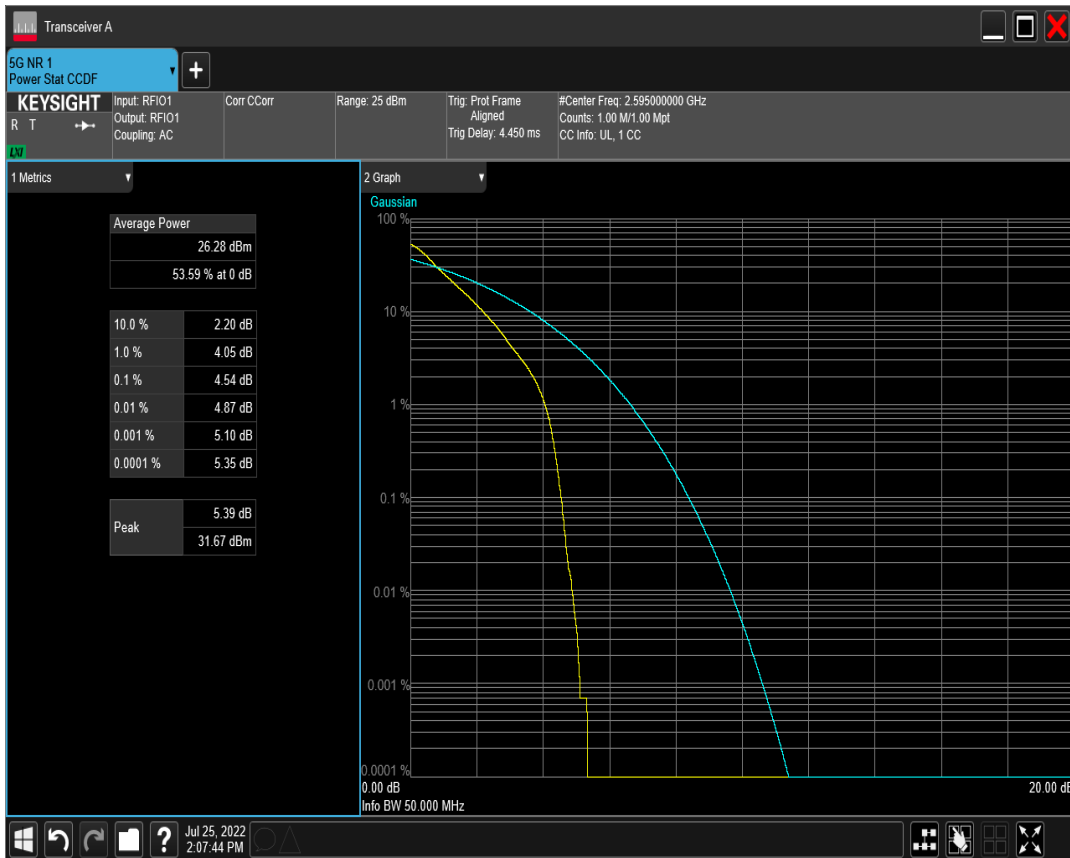 Transceiver A
5G NR 1
Power Stat CCDF
+
KEYSIGHT
R T
LXI
Input: RFIO1
Output: RFIO1
Coupling: AC
Corr CCorr
Range: 25 dBm
Trig: Prot Frame
Aligned
Trig Delay: 4.450 ms
#Center Freq: 2.595000000 GHz
Counts: 1.00 M/1.00 Mpt
CC Info: UL, 1 CC
1 Metrics
Average Power
26.28 dBm
53.59 % at 0 dB
10.0 % 2.20 dB
1.0 % 4.05 dB
0.1 % 4.54 dB
0.01 % 4.87 dB
0.001 % 5.10 dB
0.0001 % 5.35 dB
Peak
5.39 dB
31.67 dBm
2 Graph
Gaussian
100 %
10 %
1 %
0.1 %
0.01 %
0.001 %
0.0001 %
0.00 dB 20.00 dB
Info BW 50.000 MHz
?
Jul 25, 2022
2:07:44 PM